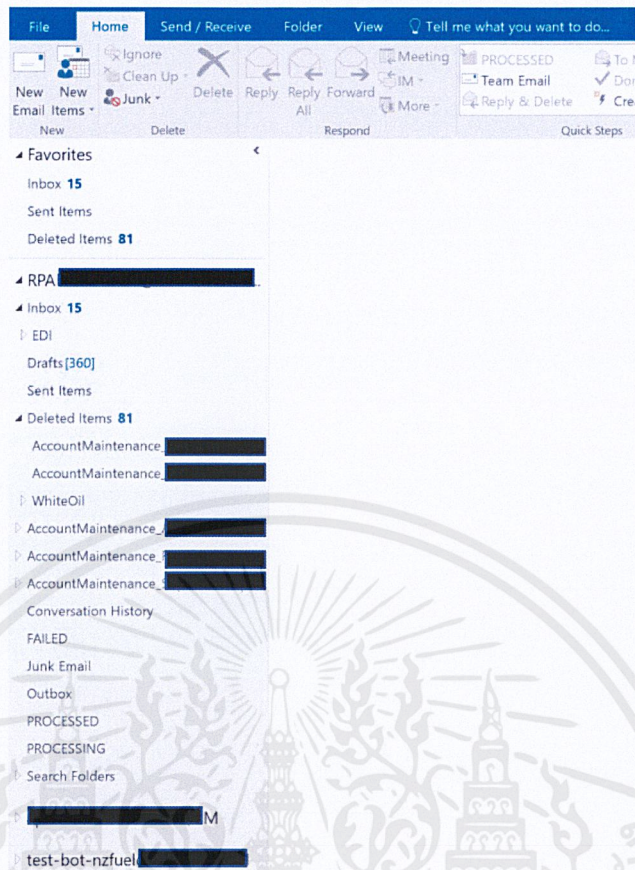 File Home Send / Receive Folder View Tell me what you want to do...
New Email
New Items
Ignore
Clean Up
Junk
Delete
Reply
Reply All
Forward
Meeting
IM
More
PROCESSED
Team Email
Reply & Delete
To
New Delete Respond Quick Steps
Favorites
Inbox 15
Sent Items
Deleted Items 81
RPA
Inbox 15
EDI
Drafts [360]
Sent Items
Deleted Items 81
AccountMaintenance_
AccountMaintenance_
WhiteOil
AccountMaintenance_
AccountMaintenance_
AccountMaintenance_
Conversation History
FAILED
Junk Email
Outbox
PROCESSED
PROCESSING
Search Folders
M
test-bot-nzfuel